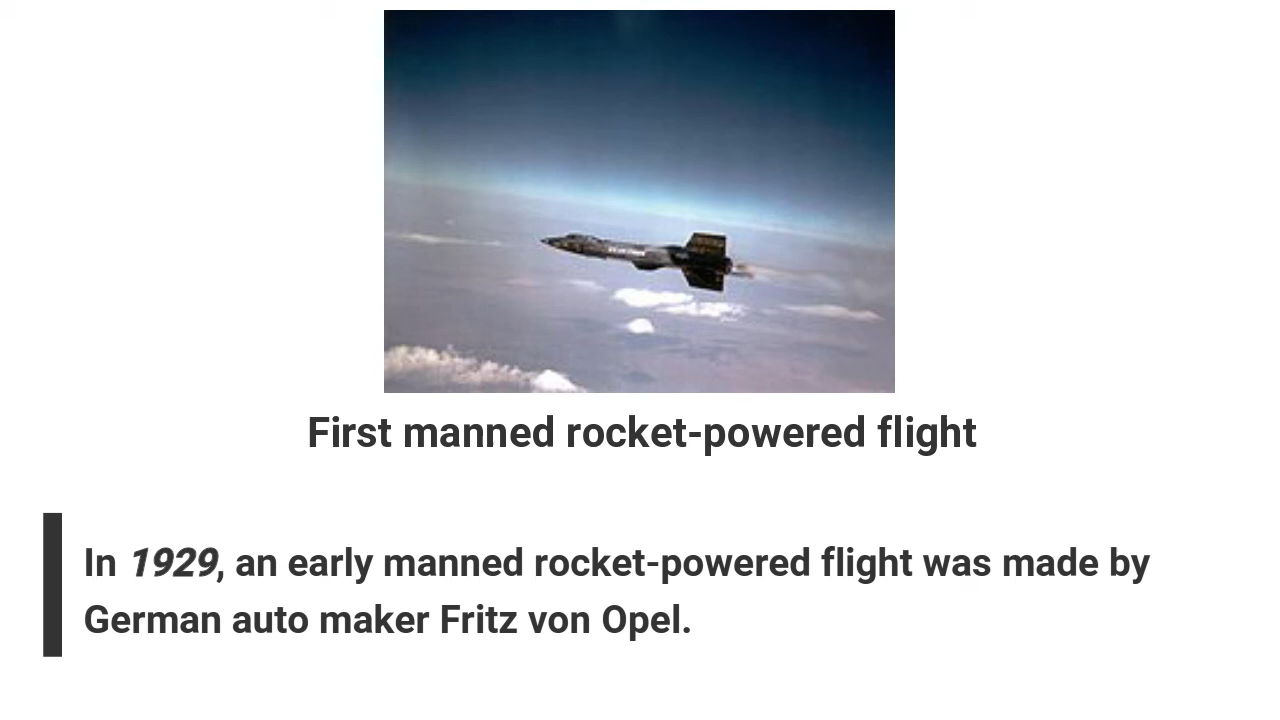 First manned rocket-powered flight
In 1929, an early manned rocket-powered flight was made by
German auto maker Fritz von Opel.